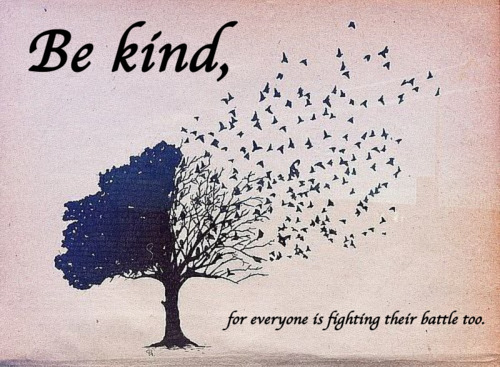 Be kind,
for everyone is fighting their battle too.